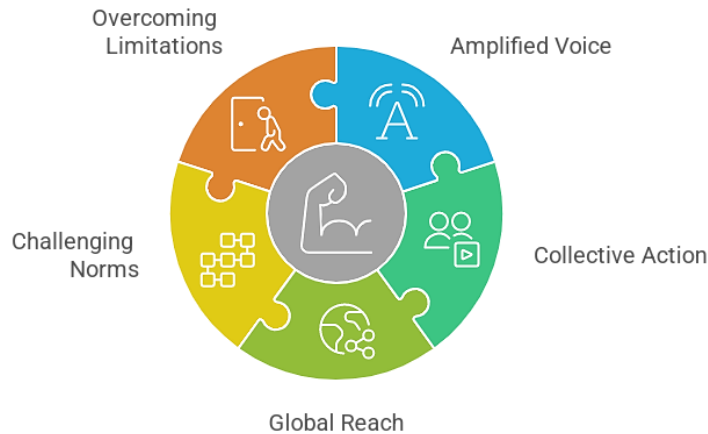 Overcoming
Limitations
Amplified Voice
Challenging
Norms
Collective Action
Global Reach